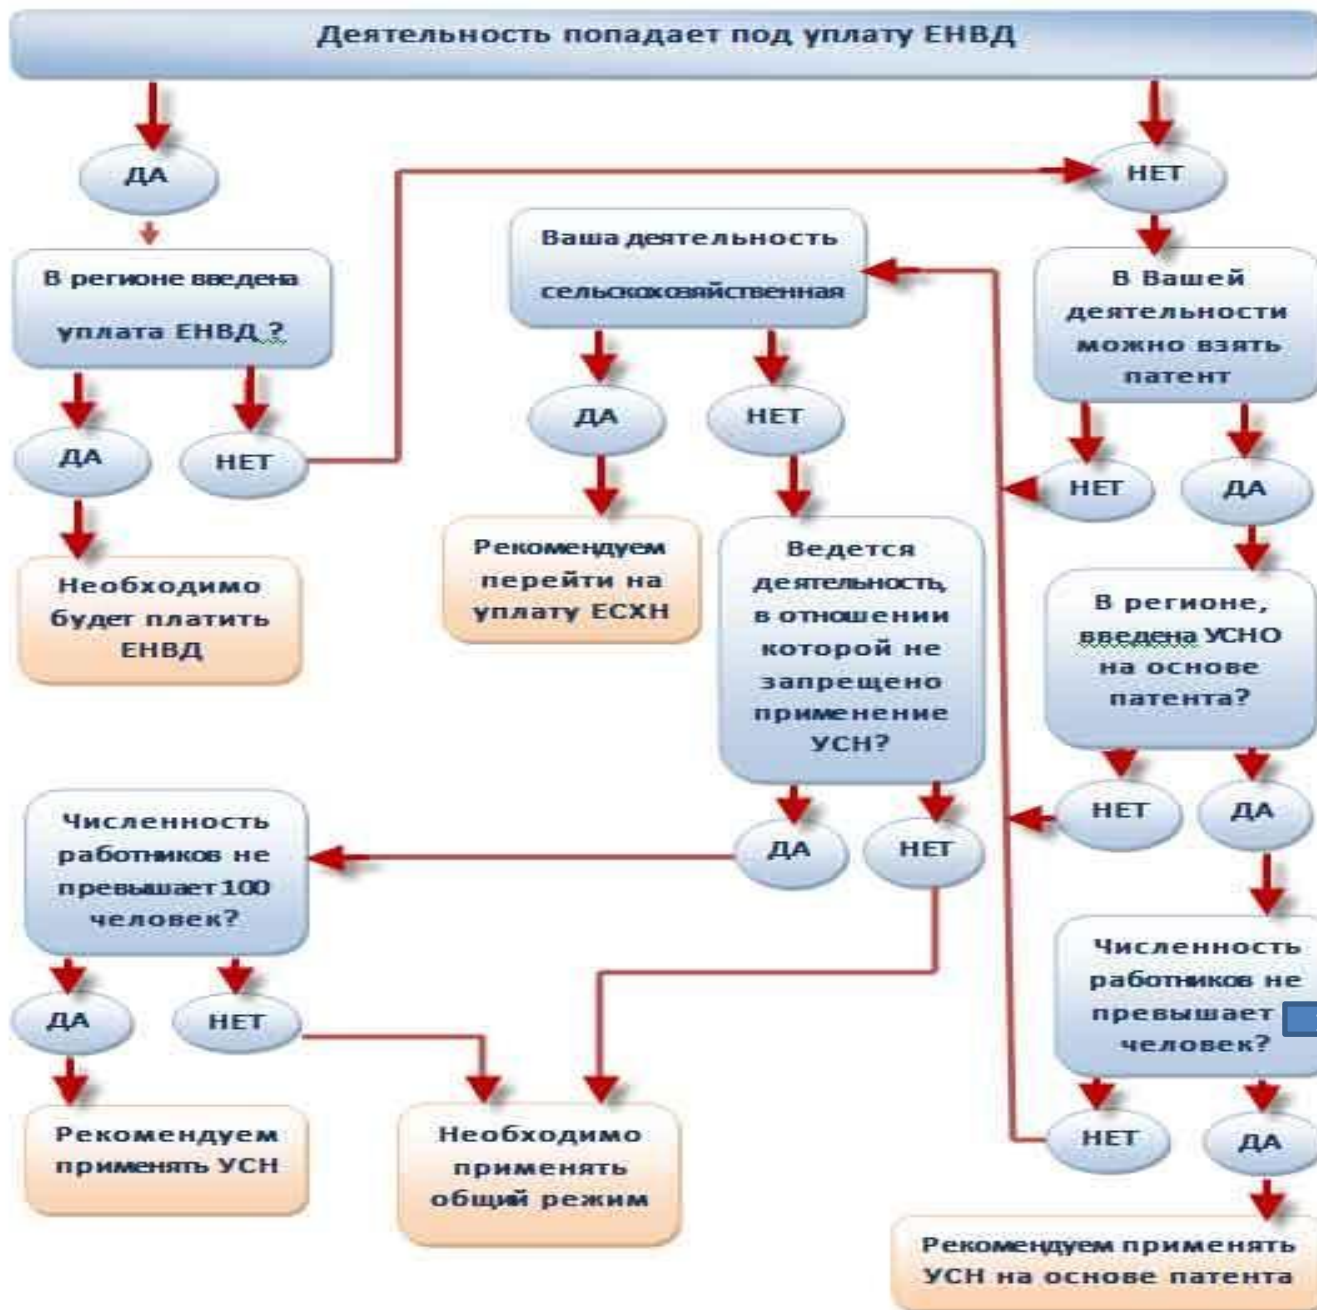 Деятельность попадает под уплату ЕНВД
ДА
НЕТ
В регионе введена
уплата ЕНВД ?
ДА
НЕТ
Необходимо
будет платить
ЕНВД
Ваша деятельность
сельскохозяйственная
ДА
НЕТ
Рекомендуем
перейти на
уплату ЕСХН
Ведется
деятельность,
в отношении
которой не
запрещено
применение
УСН?
ДА
НЕТ
В Вашей
деятельности
можно взять
патент
НЕТ
ДА
В регионе,
введена УСНО
на основе
патента?
НЕТ
ДА
Численность
работников не
превышает
человек?
НЕТ
ДА
Рекомендуем применять
УСН на основе патента
Численность
работников не
превышает 100
человек?
ДА
НЕТ
Рекомендуем
применять УСН
Необходимо
применять
общий режим